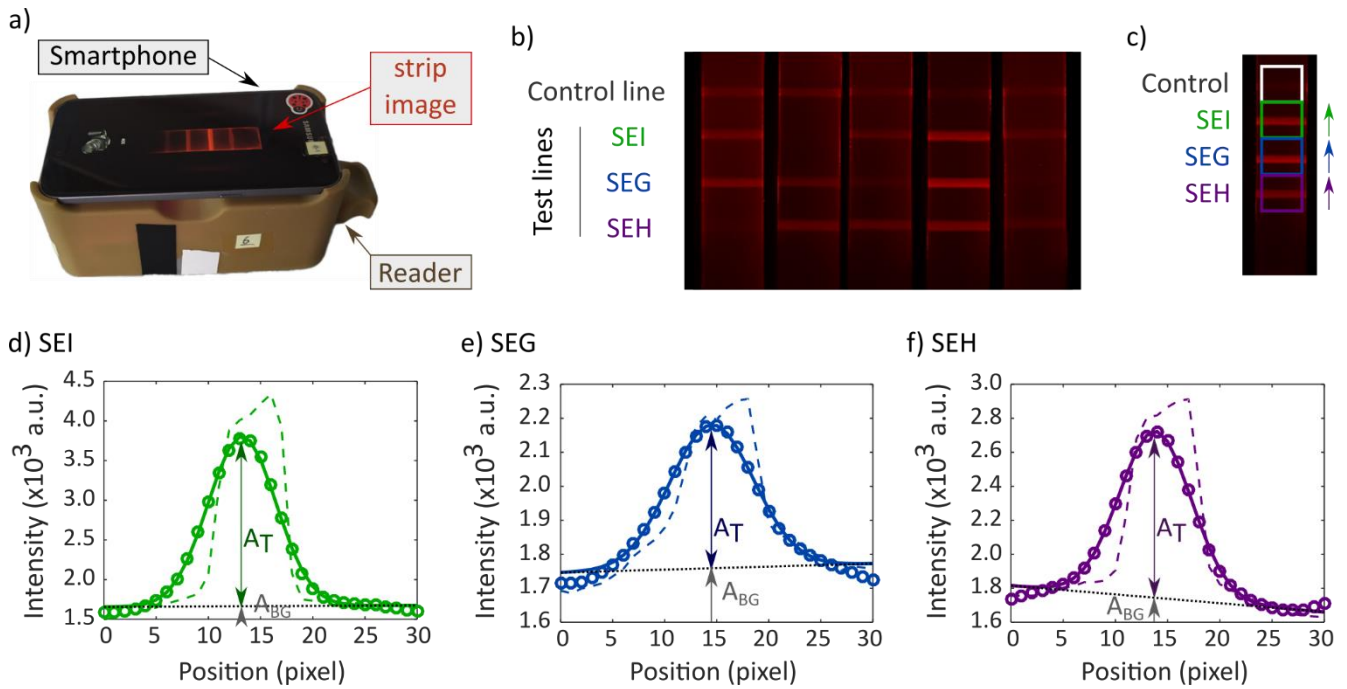 a)
Smartphone
strip
image
SAMSUNG
6
Reader
b)
Control line
Test lines
SEI
SEG
SEH
c)
Control
SEI
SEG
SEH
d) SEI
Intensity (x10³ a.u.)
4.5
4.0
3.5
3.0
2.5
2.0
1.5
A_T
A_BG
0 5 10 15 20 25 30
Position (pixel)
e) SEG
Intensity (x10³ a.u.)
2.3
2.2
2.1
1.9
1.8
1.7
1.6
A_T
A_BG
0 5 10 15 20 25 30
Position (pixel)
f) SEH
Intensity (x10³ a.u.)
3.0
2.8
2.6
2.4
2.2
2.0
1.8
1.6
A_T
A_BG
0 5 10 15 20 25 30
Position (pixel)